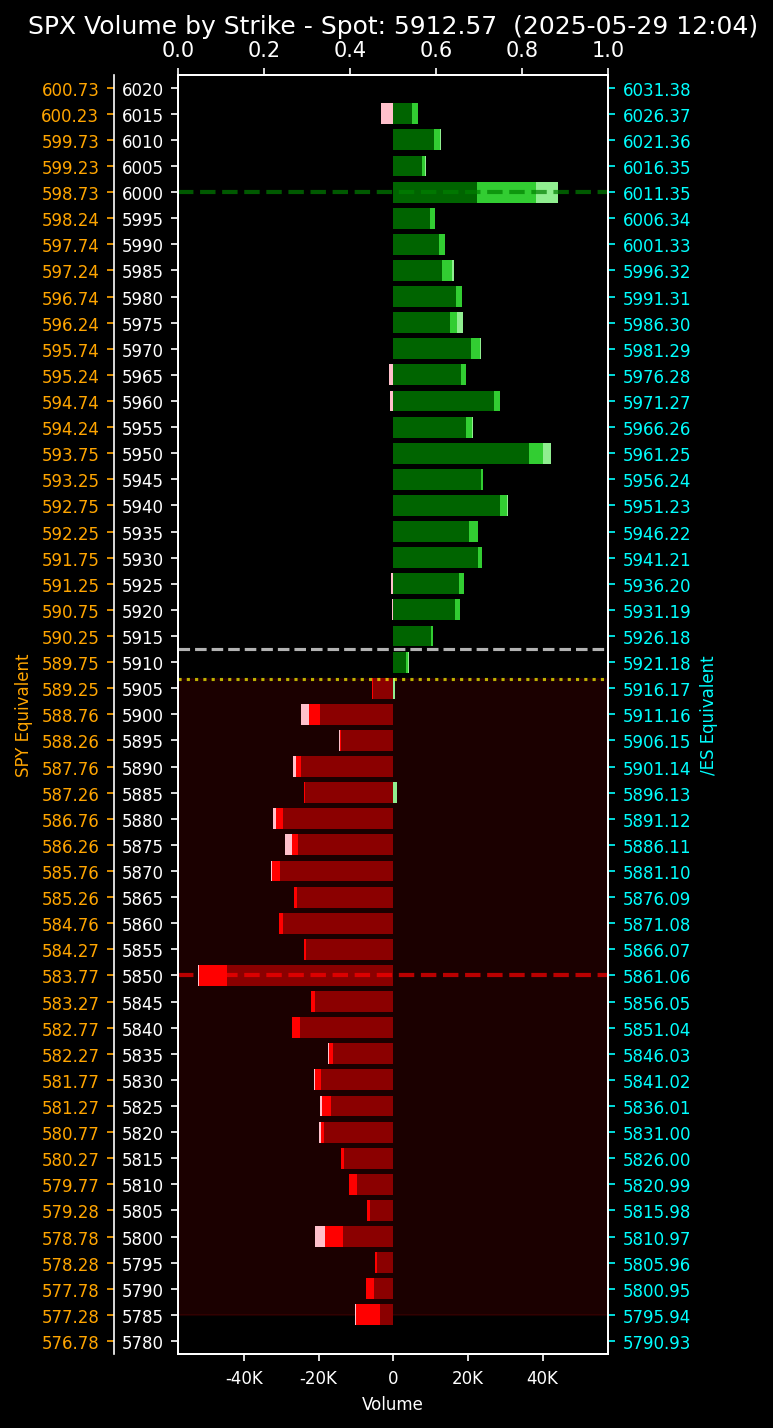 SPX Volume by Strike - Spot: 5912.57 (2025-05-29 12:04)
0.0 0.2 0.4 0.6 0.8 1.0
600.73 6020 6031.38
600.23 6015 6026.37
599.73 6010 6021.36
599.23 6005 6016.35
598.73 6000 6011.35
598.24 5995 6006.34
597.74 5990 6001.33
597.24 5985 5996.32
596.74 5980 5991.31
596.24 5975 5986.30
595.74 5970 5981.29
595.24 5965 5976.28
594.74 5960 5971.27
594.24 5955 5966.26
593.75 5950 5961.25
593.25 5945 5956.24
592.75 5940 5951.23
592.25 5935 5946.22
591.75 5930 5941.21
591.25 5925 5936.20
590.75 5920 5931.19
590.25 5915 5926.18
589.75 5910 5921.18
589.25 5905 5916.17
588.76 5900 5911.16
588.26 5895 5906.15
587.76 5890 5901.14
587.26 5885 5896.13
586.76 5880 5891.12
586.26 5875 5886.11
585.76 5870 5881.10
585.26 5865 5876.09
584.76 5860 5871.08
584.27 5855 5866.07
583.77 5850 5861.06
583.27 5845 5856.05
582.77 5840 5851.04
582.27 5835 5846.03
581.77 5830 5841.02
581.27 5825 5836.01
580.77 5820 5831.00
580.27 5815 5826.00
579.77 5810 5820.99
579.28 5805 5815.98
578.78 5800 5810.97
578.28 5795 5805.96
577.78 5790 5800.95
577.28 5785 5795.94
576.78 5780 5790.93
SPY Equivalent
/ES Equivalent
-40K -20K 0 20K 40K
Volume